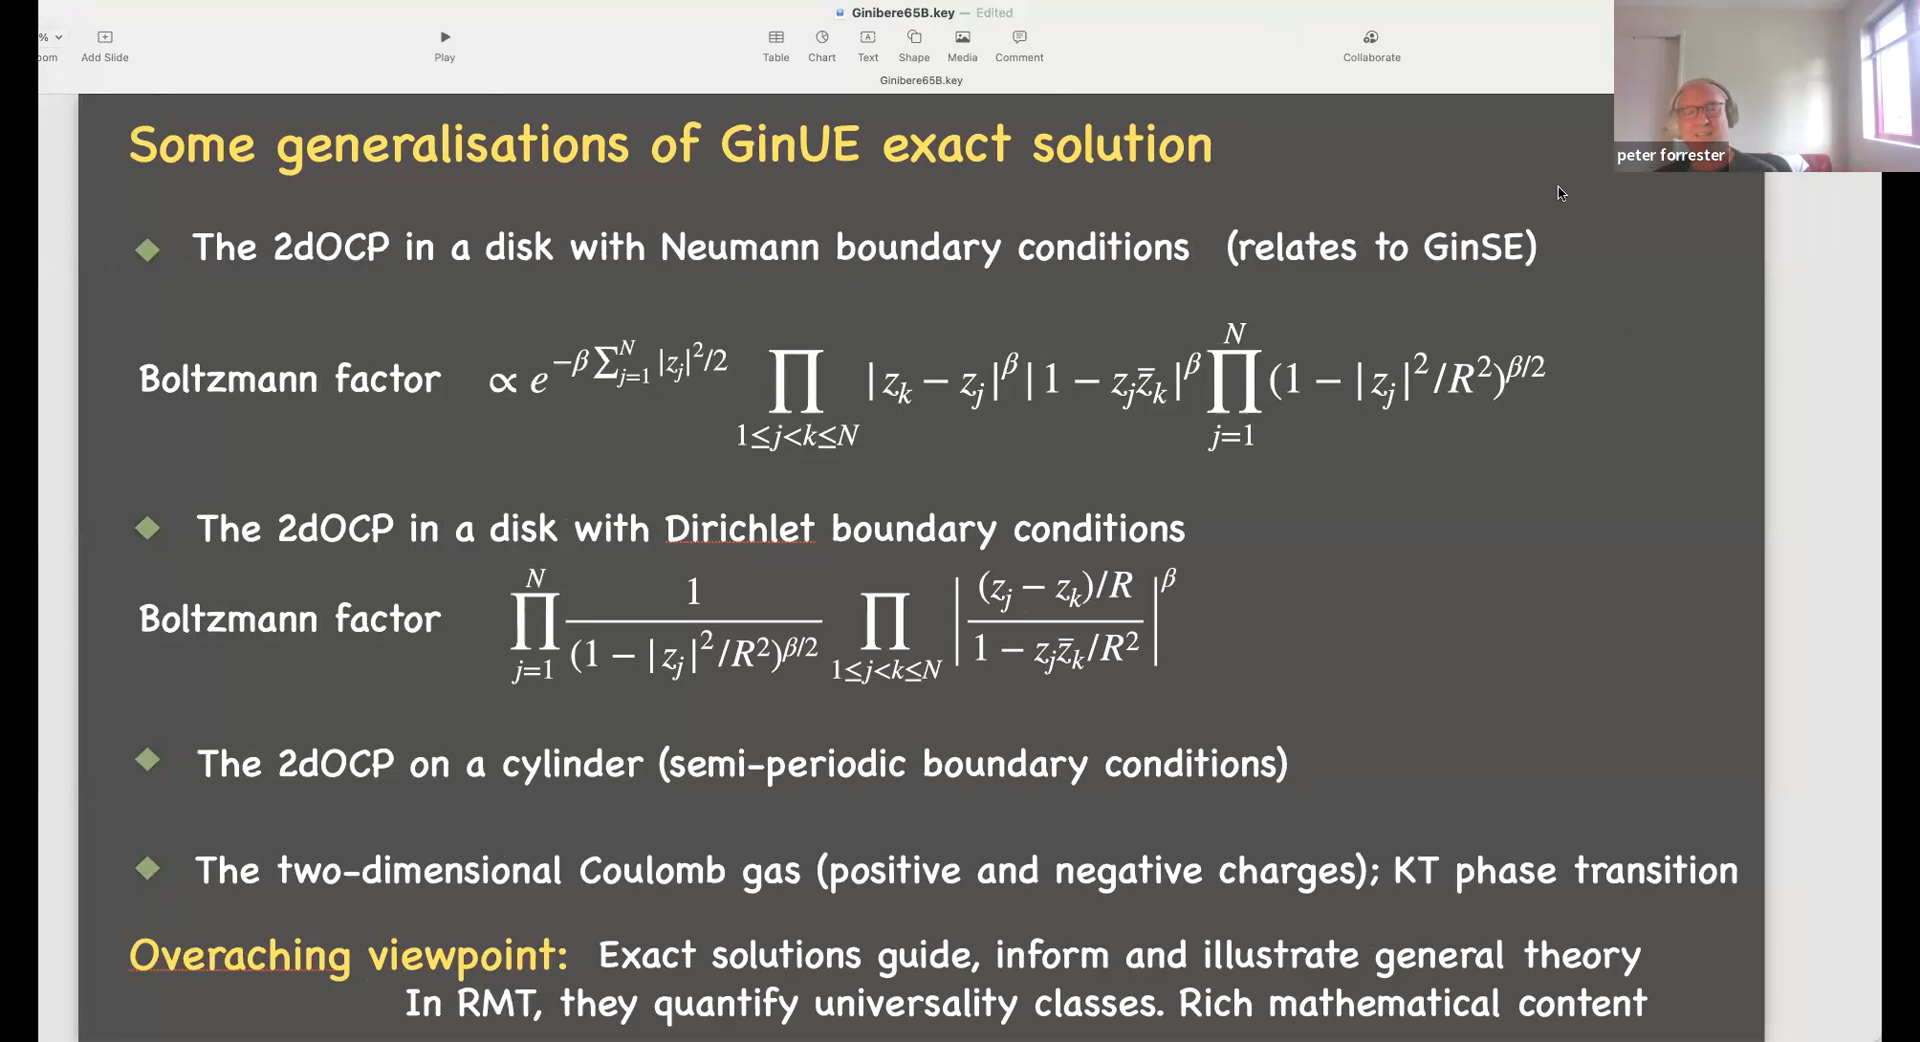 Ginibere65B.key — Edited
%
oom
Add Slide
Play
Table
Chart
Text
Shape
Media
Comment
Collaborate
Ginibere65B.key
peter forrester
Some generalisations of GinUE exact solution
The 2dOCP in a disk with Neumann boundary conditions (relates to GinSE)
Boltzmann factor ∝ e^{−β∑_{j=1}^{N} |z_j|²/2} ∏_{1≤j<k≤N} |z_k − z_j|^β |1 − z_j z̄_k|^β ∏_{j=1}^{N} (1 − |z_j|²/R²)^{β/2}
The 2dOCP in a disk with Dirichlet boundary conditions
Boltzmann factor ∏_{j=1}^{N} 1/(1 − |z_j|²/R²)^{β/2} ∏_{1≤j<k≤N} |((z_j − z_k)/R)/(1 − z_j z̄_k/R²)|^β
The 2dOCP on a cylinder (semi-periodic boundary conditions)
The two-dimensional Coulomb gas (positive and negative charges); KT phase transition
Overaching viewpoint: Exact solutions guide, inform and illustrate general theory
In RMT, they quantify universality classes. Rich mathematical content